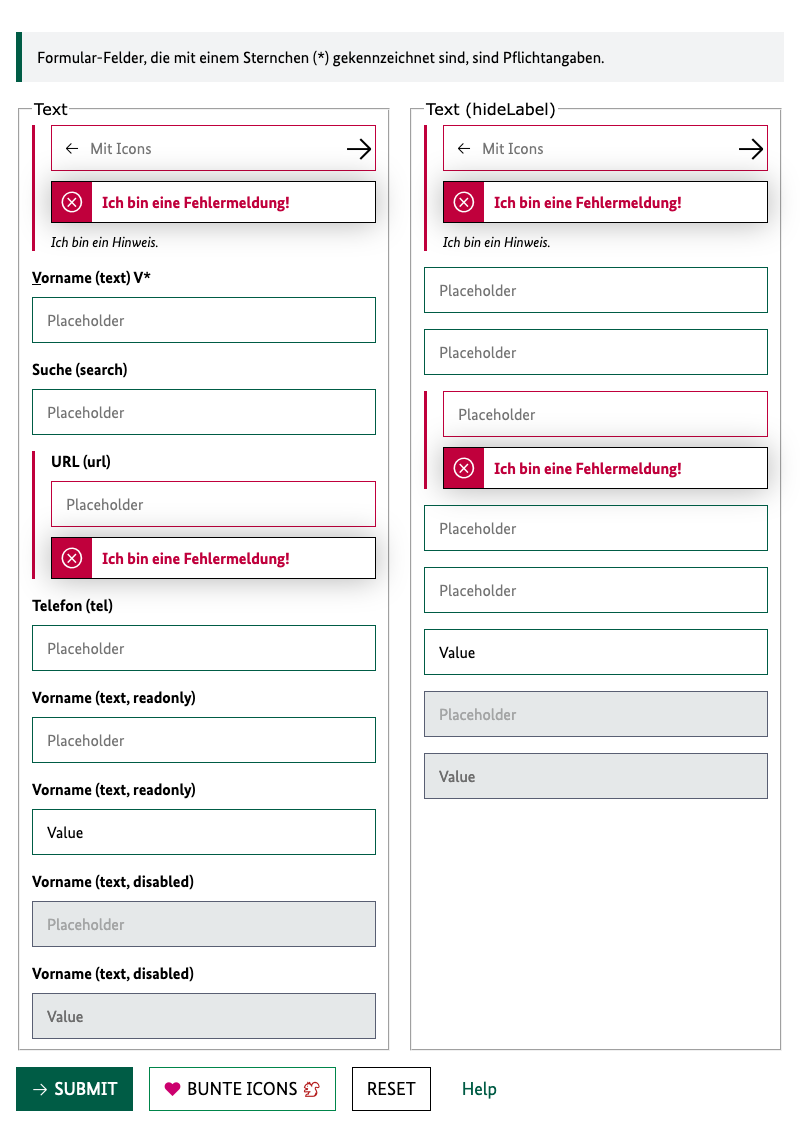 Formular-Felder, die mit einem Sternchen (*) gekennzeichnet sind, sind Pflichtangaben.
Text
Mit Icons
Ich bin eine Fehlermeldung!
Ich bin ein Hinweis.
Vorname (text) V*
Placeholder
Suche (search)
Placeholder
URL (url)
Placeholder
Ich bin eine Fehlermeldung!
Telefon (tel)
Placeholder
Vorname (text, readonly)
Placeholder
Vorname (text, readonly)
Value
Vorname (text, disabled)
Placeholder
Vorname (text, disabled)
Value
Text (hideLabel)
Mit Icons
Ich bin eine Fehlermeldung!
Ich bin ein Hinweis.
Placeholder
Placeholder
Placeholder
Ich bin eine Fehlermeldung!
Placeholder
Placeholder
Value
Placeholder
Value
SUBMIT
BUNTE ICONS
RESET
Help